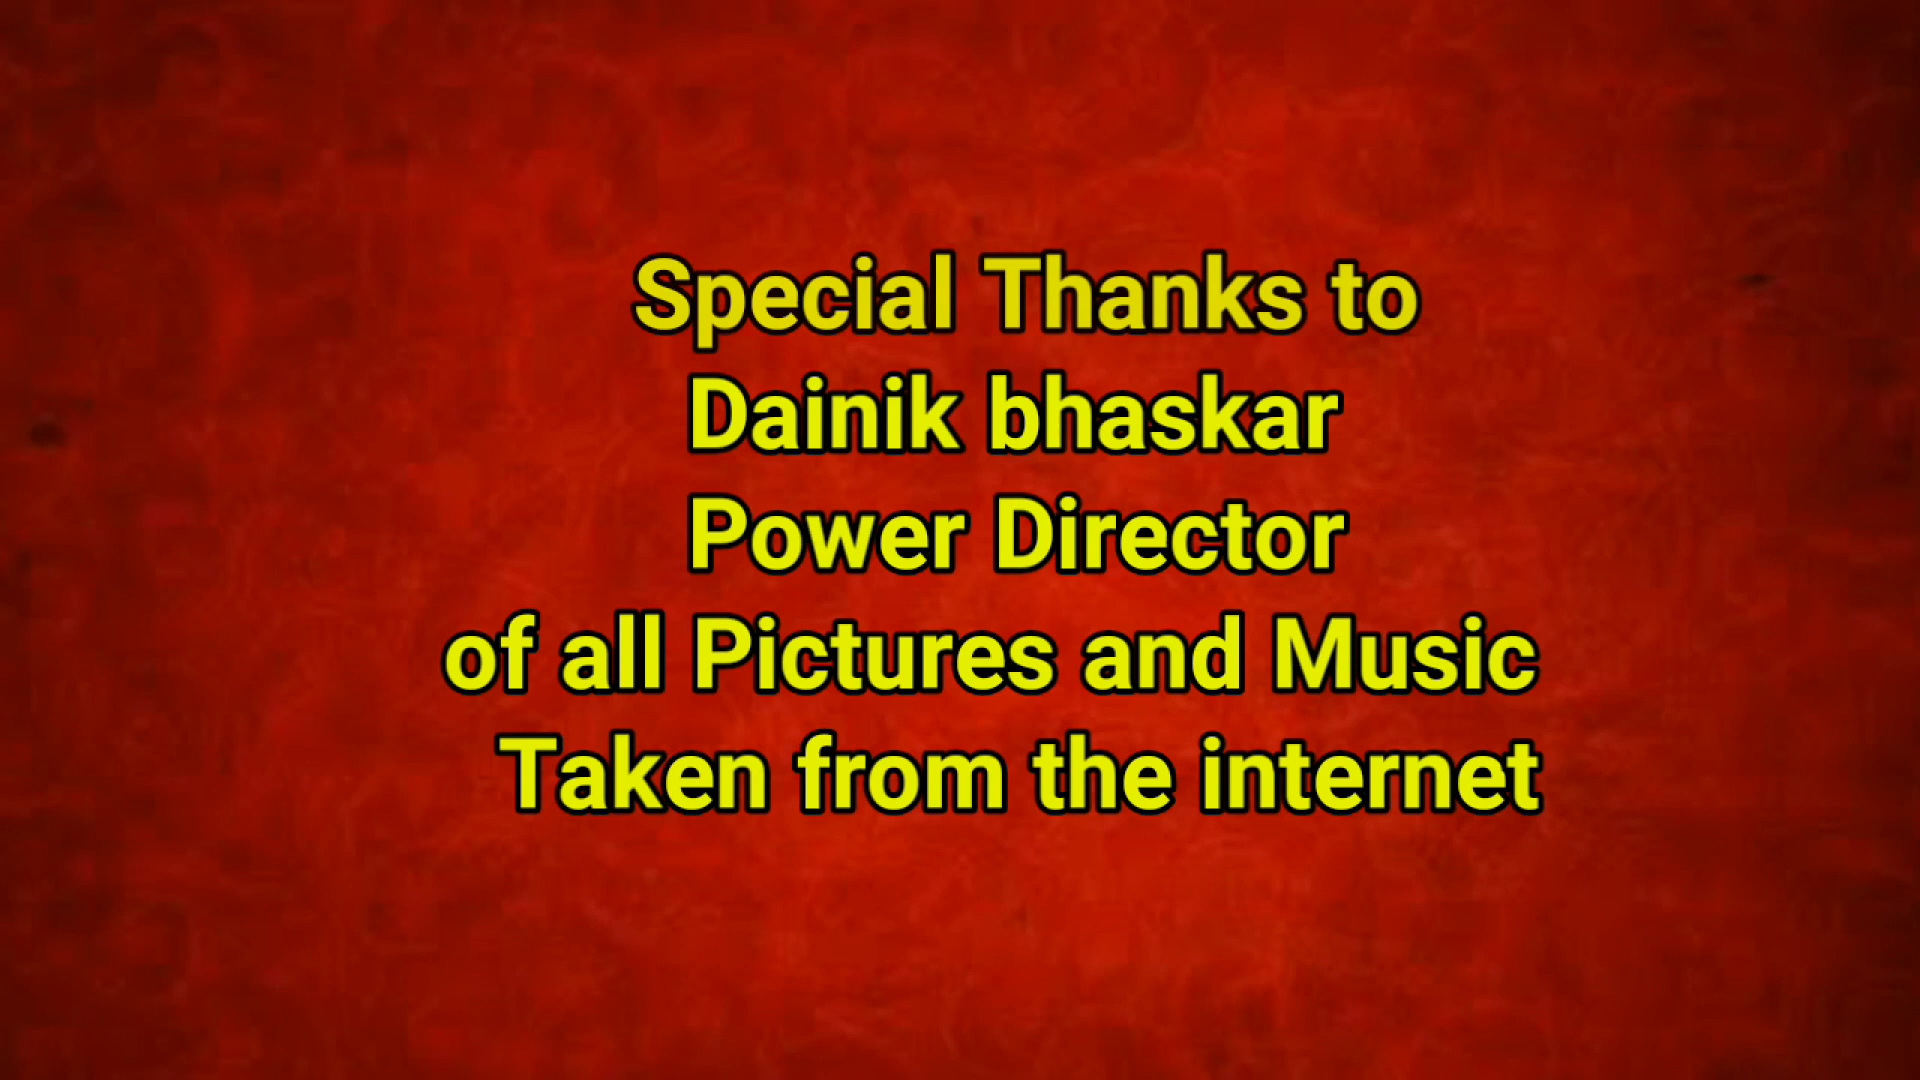 Special Thanks to
Dainik bhaskar
Power Director
of all Pictures and Music
Taken from the internet